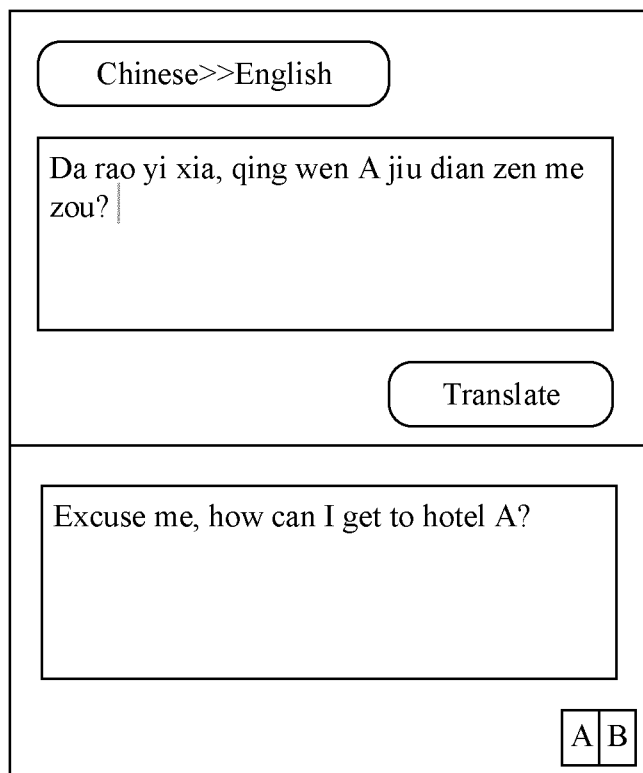 Chinese>>English
Da rao yi xia, qing wen A jiu dian zen me
zou?
Translate
Excuse me, how can I get to hotel A?
A B